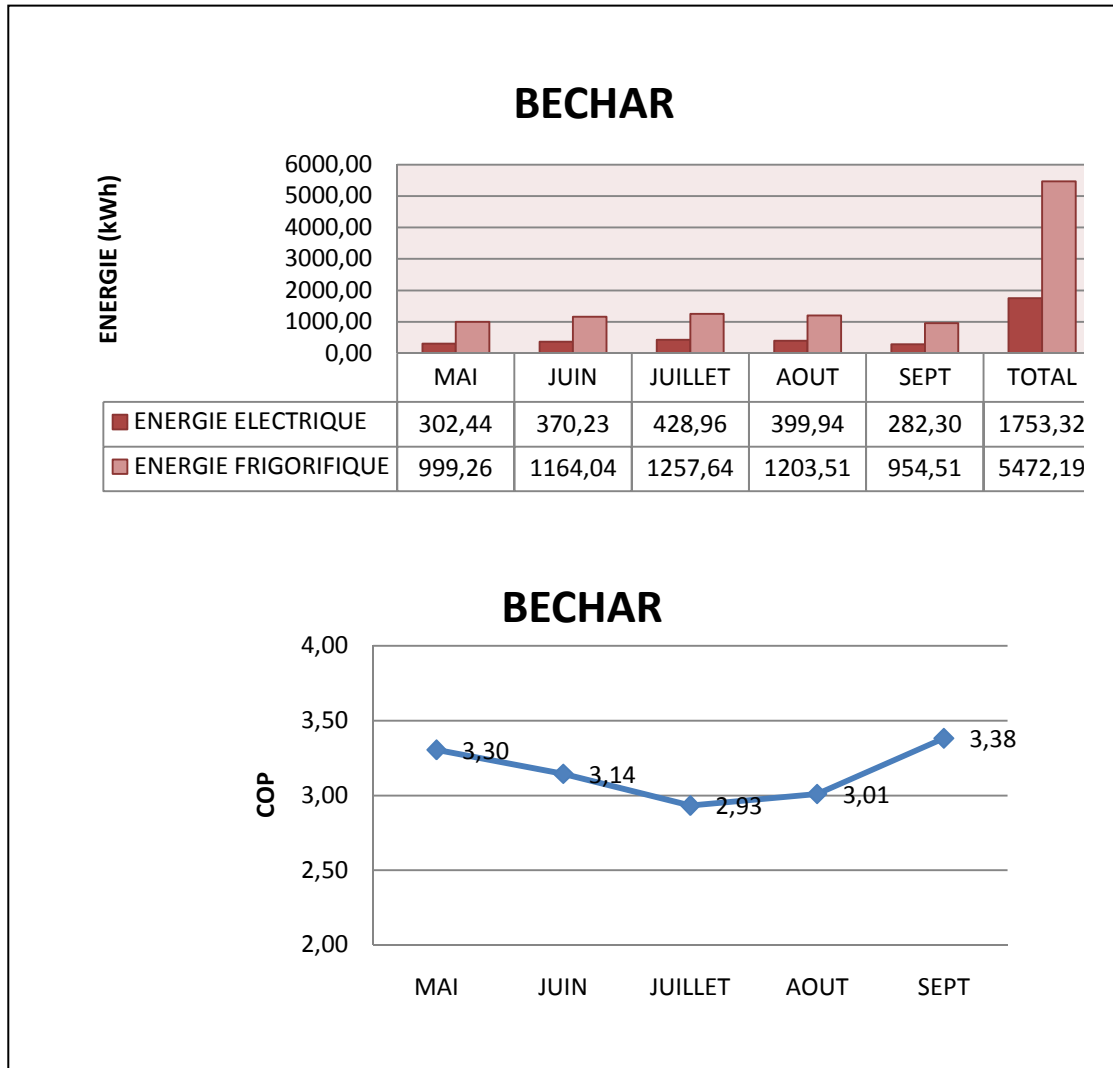 BECHAR
ENERGIE (kWh)
6000,00
5000,00
4000,00
3000,00
2000,00
1000,00
0,00
MAI JUIN JUILLET AOUT SEPT TOTAL
ENERGIE ELECTRIQUE 302,44 370,23 428,96 399,94 282,30 1753,32
ENERGIE FRIGORIFIQUE 999,26 1164,04 1257,64 1203,51 954,51 5472,19
BECHAR
COP
4,00
3,50
3,00
2,50
2,00
3,30 3,14 2,93 3,01 3,38
MAI JUIN JUILLET AOUT SEPT